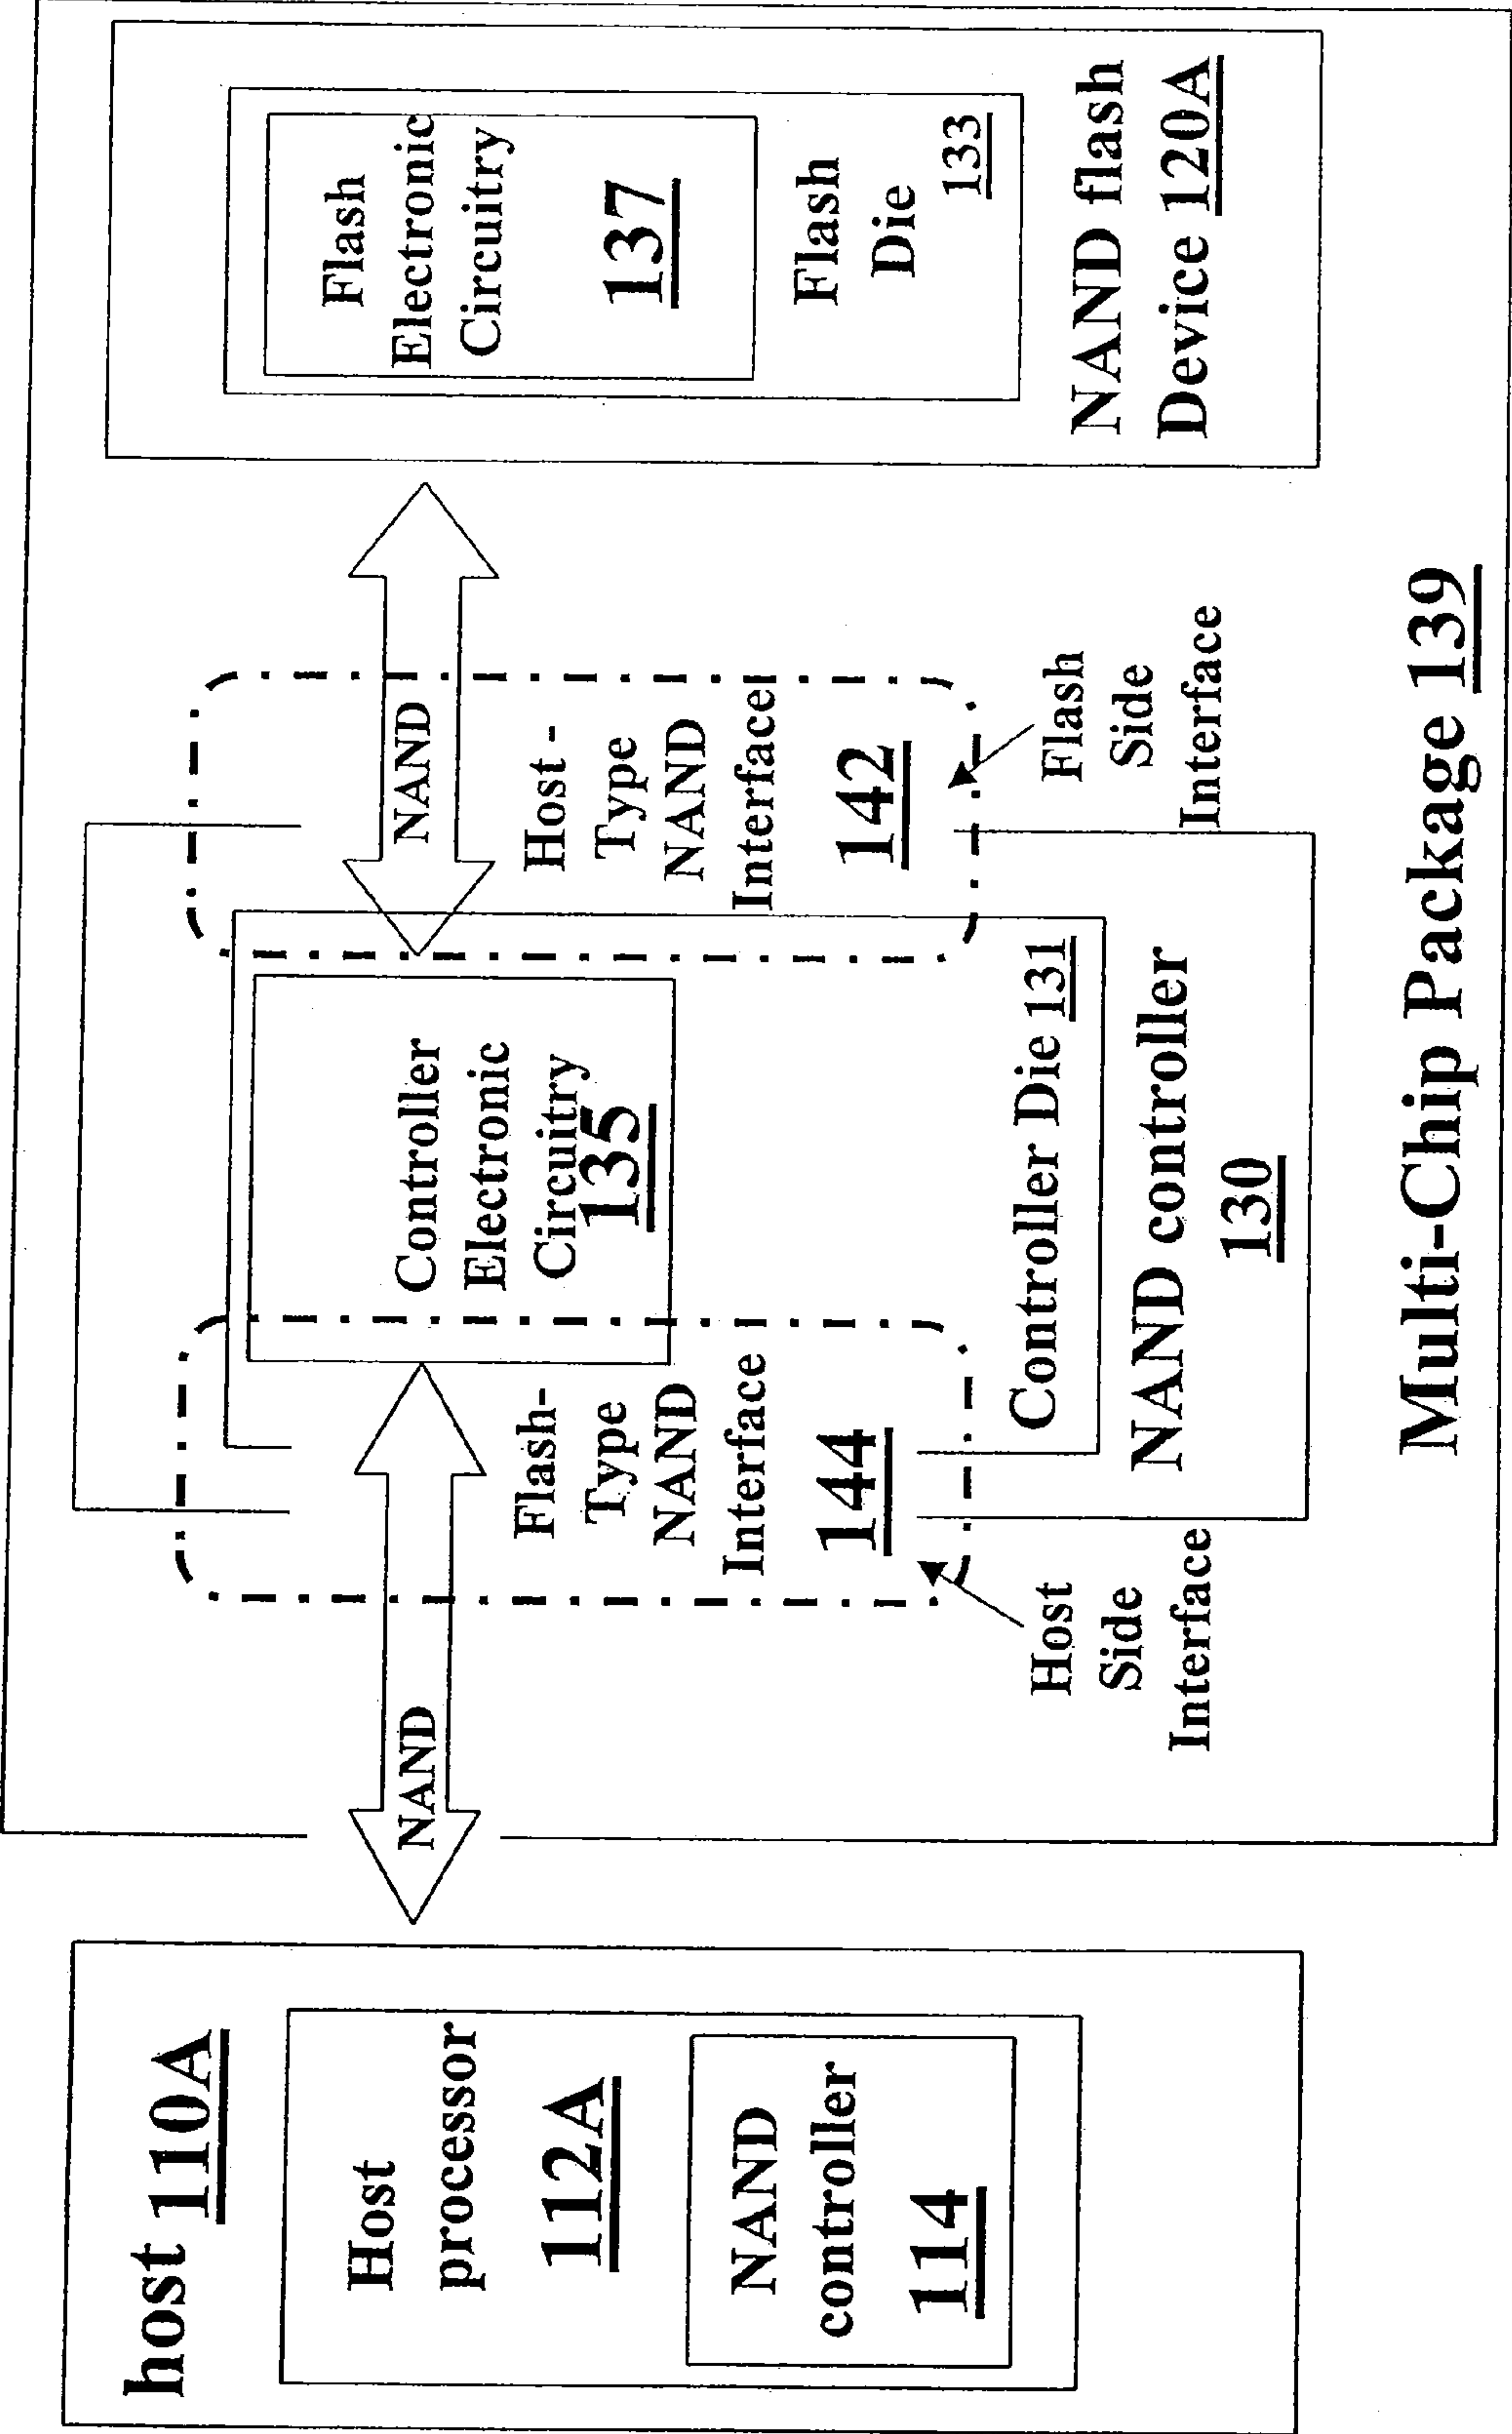 host 110A
Host
processor
112A
NAND
controller
114
NAND
Flash-
Type
NAND
Interface
144
Host
Side
Interface
Controller
Electronic
Circuitry
135
Controller Die 131
NAND controller
130
NAND
Host -
Type
NAND
Interface
142
Flash
Side
Interface
Flash
Electronic
Circuitry
137
Flash
Die
133
NAND flash
Device 120A
Multi-Chip Package 139